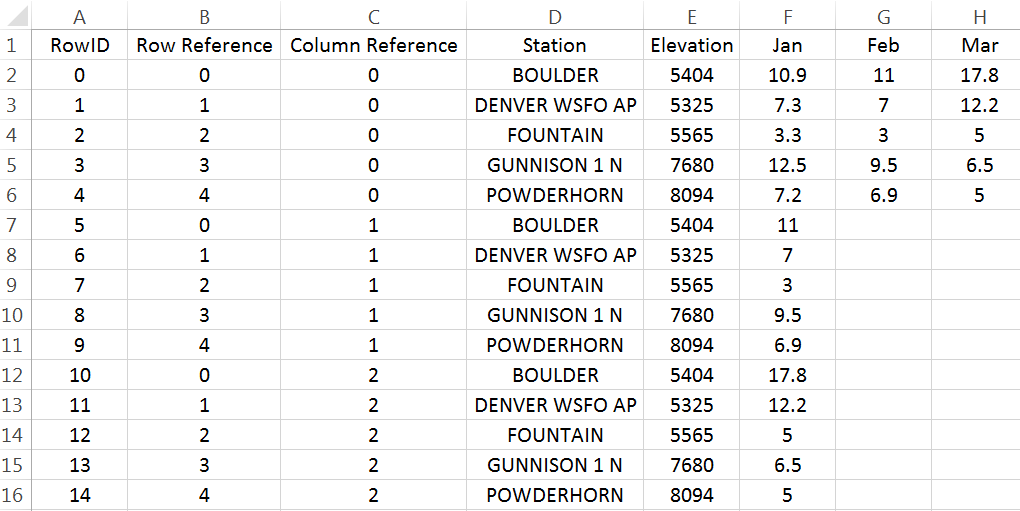 A B C D E F G H
1 RowID Row Reference Column Reference Station Elevation Jan Feb Mar
2 0 0 0 BOULDER 5404 10.9 11 17.8
3 1 1 0 DENVER WSFO AP 5325 7.3 7 12.2
4 2 2 0 FOUNTAIN 5565 3.3 3 5
5 3 3 0 GUNNISON 1 N 7680 12.5 9.5 6.5
6 4 4 0 POWDERHORN 8094 7.2 6.9 5
7 5 0 1 BOULDER 5404 11
8 6 1 1 DENVER WSFO AP 5325 7
9 7 2 1 FOUNTAIN 5565 3
10 8 3 1 GUNNISON 1 N 7680 9.5
11 9 4 1 POWDERHORN 8094 6.9
12 10 0 2 BOULDER 5404 17.8
13 11 1 2 DENVER WSFO AP 5325 12.2
14 12 2 2 FOUNTAIN 5565 5
15 13 3 2 GUNNISON 1 N 7680 6.5
16 14 4 2 POWDERHORN 8094 5